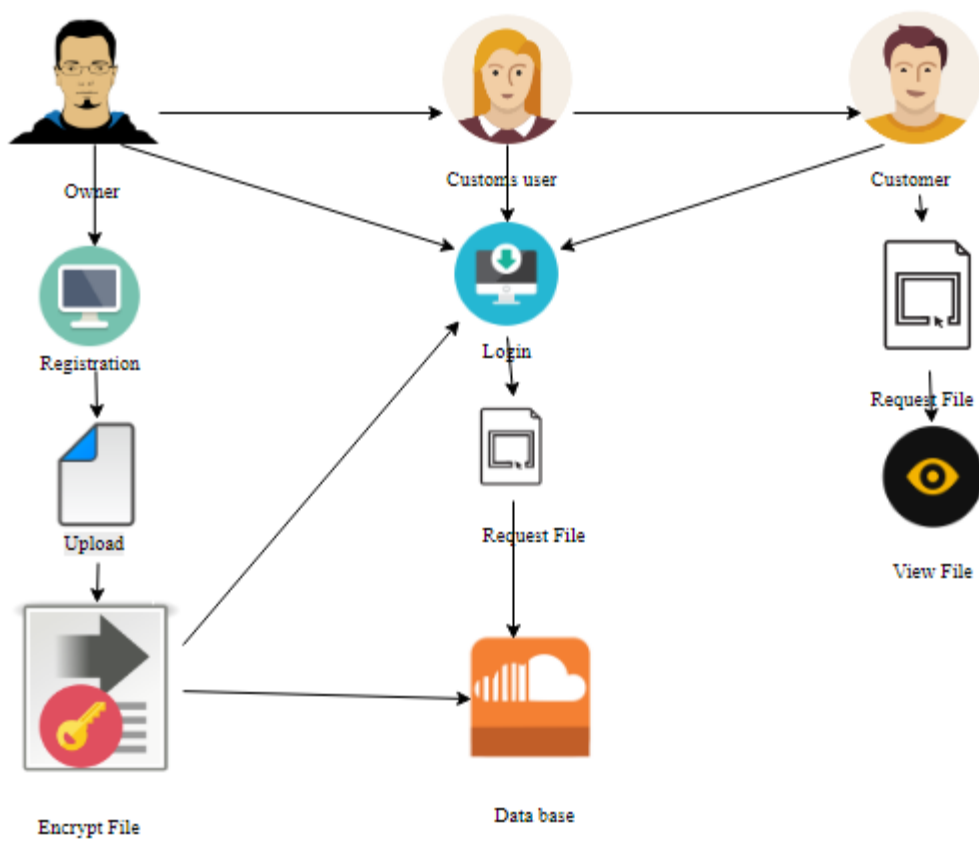 Owner
Customs user
Customer
Registration
Login
Request File
Upload
Request File
View File
Encrypt File
Data base